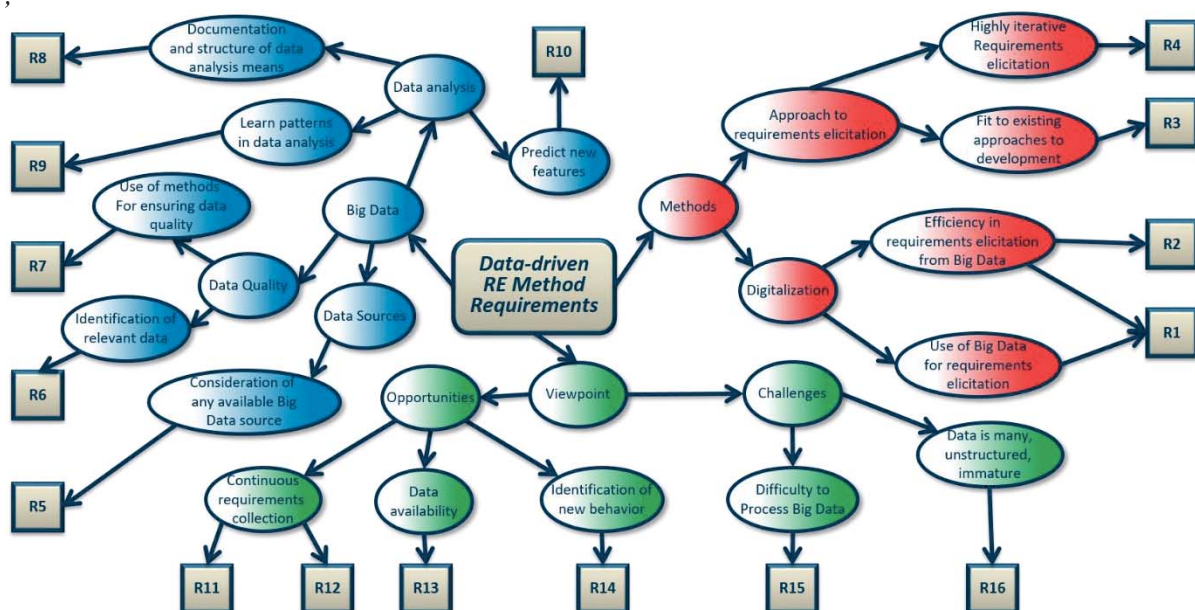 ,
Documentation
and structure of data
analysis means
R8
R10
Highly iterative
Requirements
elicitation
R4
Data analysis
Learn patterns
in data analysis
Approach to
requirements elicitation
Fit to existing
approaches to
development
R3
R9
Predict new
features
Use of methods
For ensuring data
quality
Big Data
Methods
Efficiency in
requirements elicitation
from Big Data
R2
R7
Data Quality
Data-driven
RE Method
Requirements
Digitalization
Identification of
relevant data
Data Sources
R1
Use of Big Data
for requirements
elicitation
R6
Consideration of
any available Big
Data source
Opportunities
Viewpoint
Challenges
Data is many,
unstructured,
immature
R5
Continuous
requirements
collection
Data
availability
Identification of
new behavior
Difficulty to
Process Big Data
R11
R12
R13
R14
R15
R16